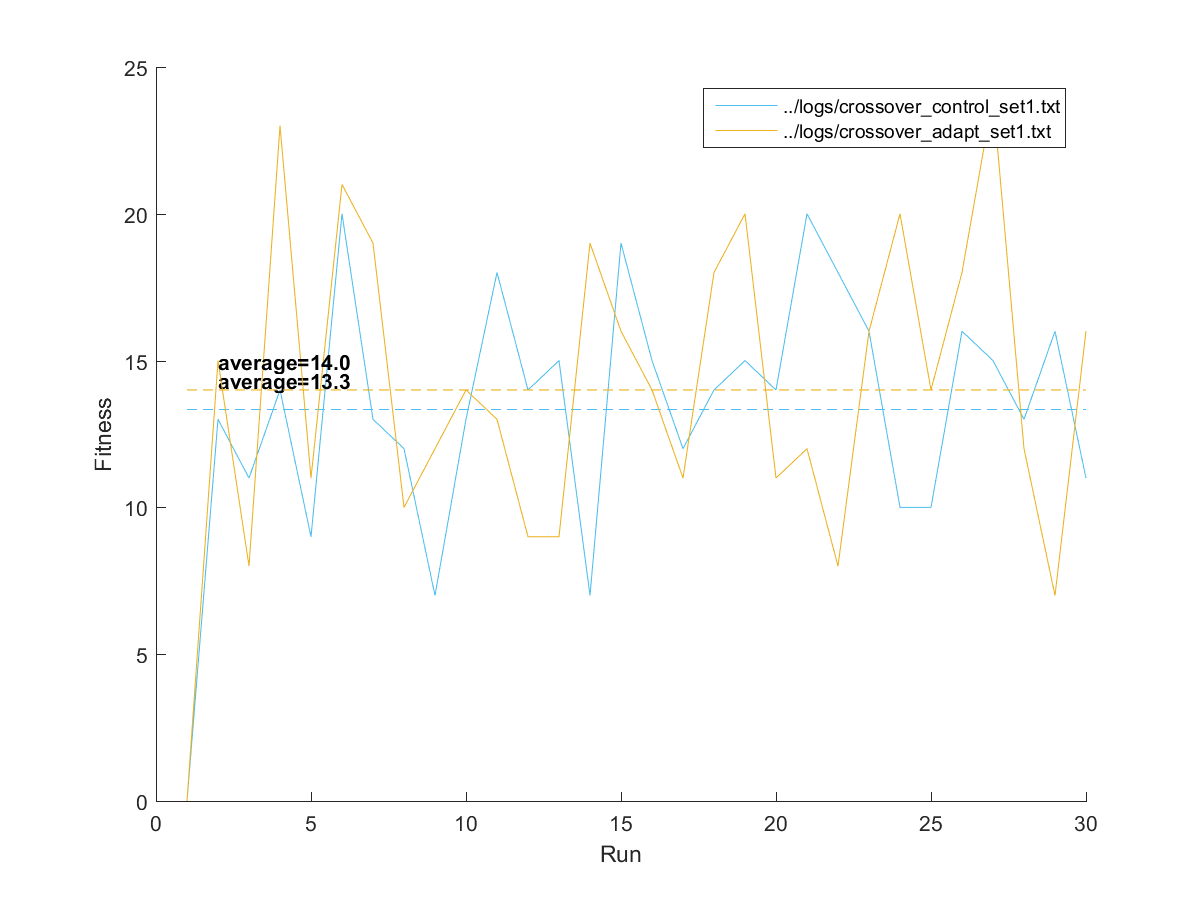 25
../logs/crossover_control_set1.txt
../logs/crossover_adapt_set1.txt
20
15
average=14.0
average=13.3
Fitness
10
5
0
0 5 10 15 20 25 30
Run